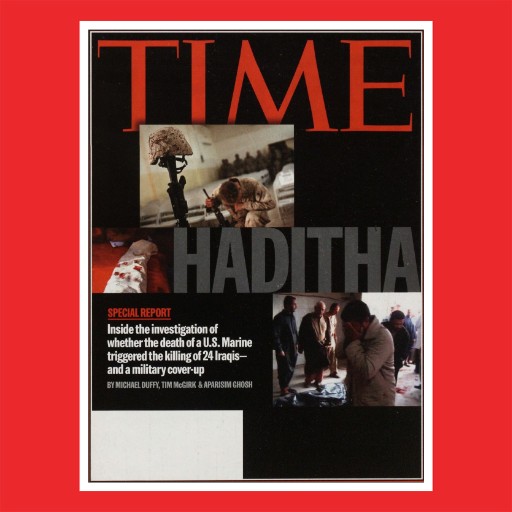 TIME
HADITHA
SPECIAL REPORT
Inside the investigation of
whether the death of a U.S. Marine
triggered the killing of 24 Iraqis—
and a military cover-up
BY MICHAEL DUFFY, TIM McGIRK & APARISIM GHOSH